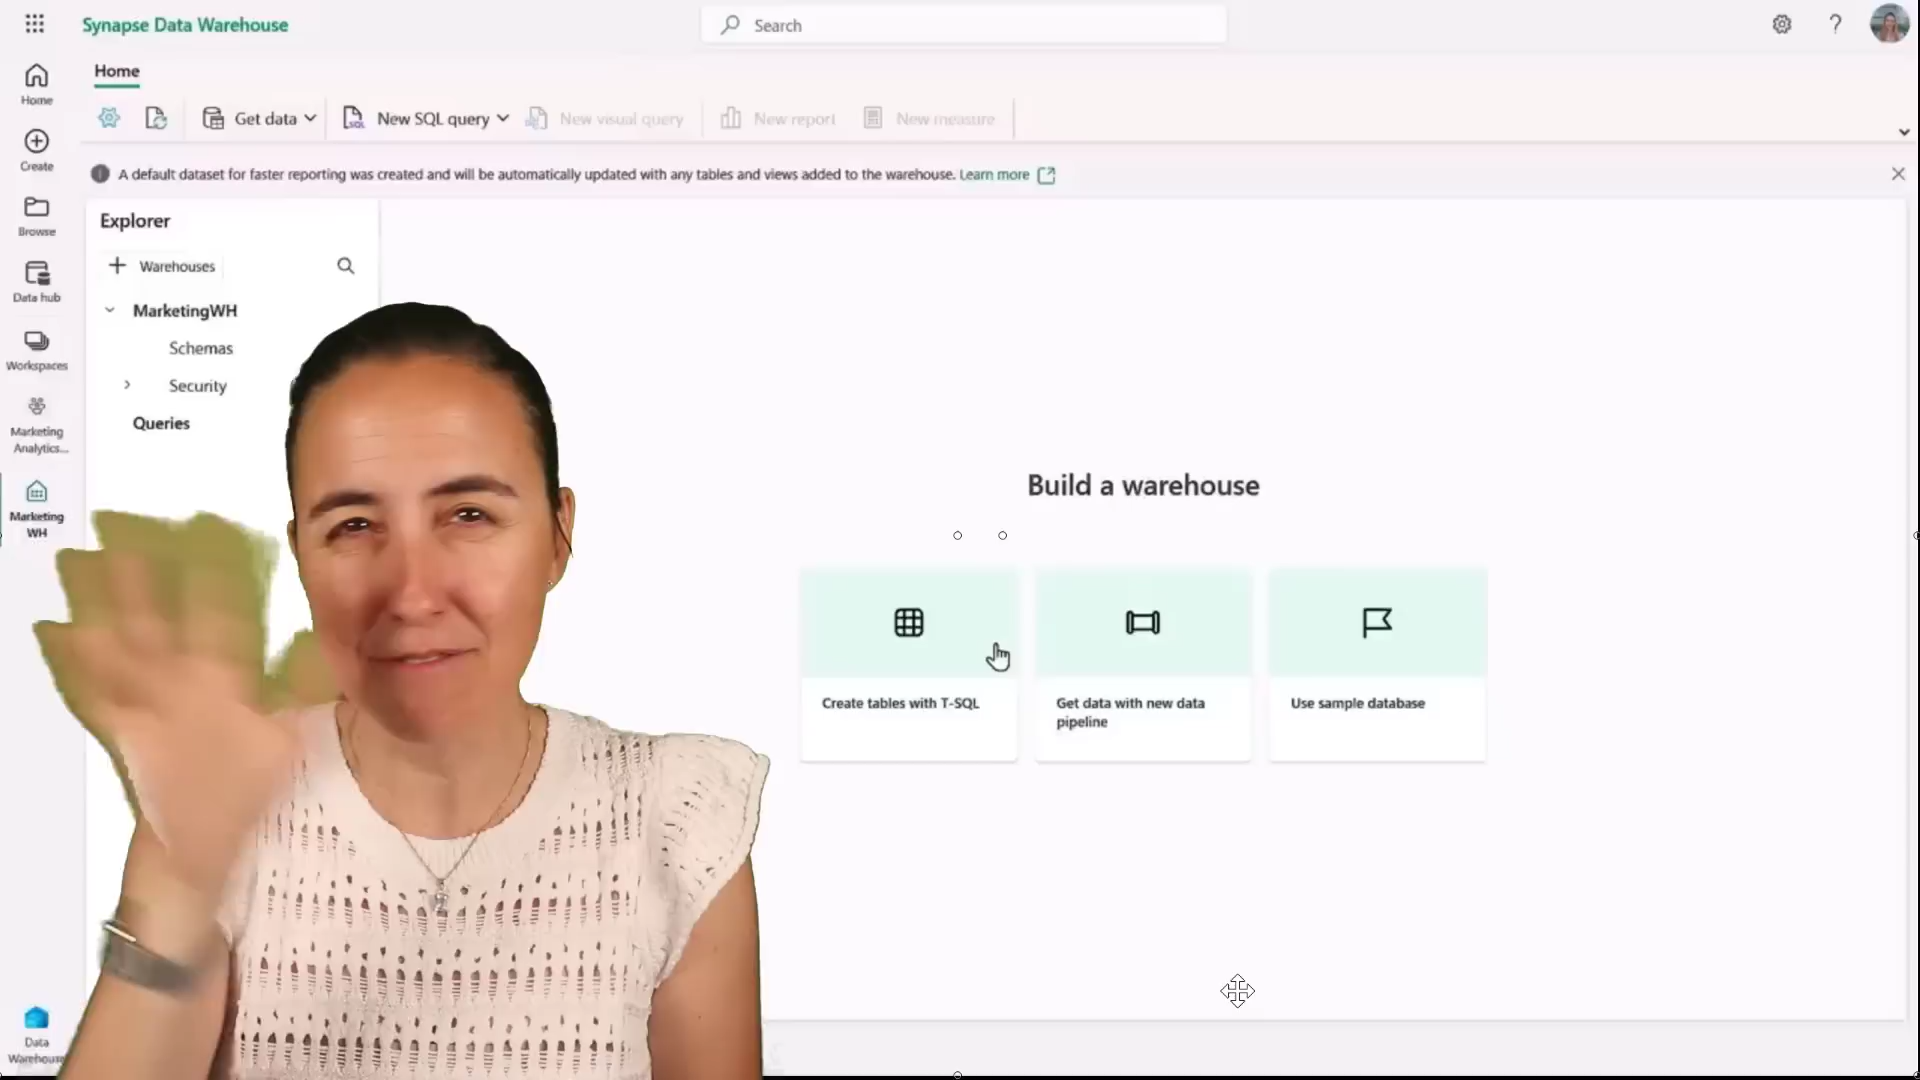 Synapse Data Warehouse
Search
Home
Get data
New SQL query
New visual query
New report
New measure
A default dataset for faster reporting was created and will be automatically updated with any tables and views added to the warehouse. Learn more
Home
Create
Browse
Data hub
Workspaces
Marketing
Analytics...
Marketing
WH
Data
Warehouse
Explorer
Warehouses
MarketingWH
Schemas
Security
Queries
Build a warehouse
Create tables with T-SQL
Get data with new data
pipeline
Use sample database